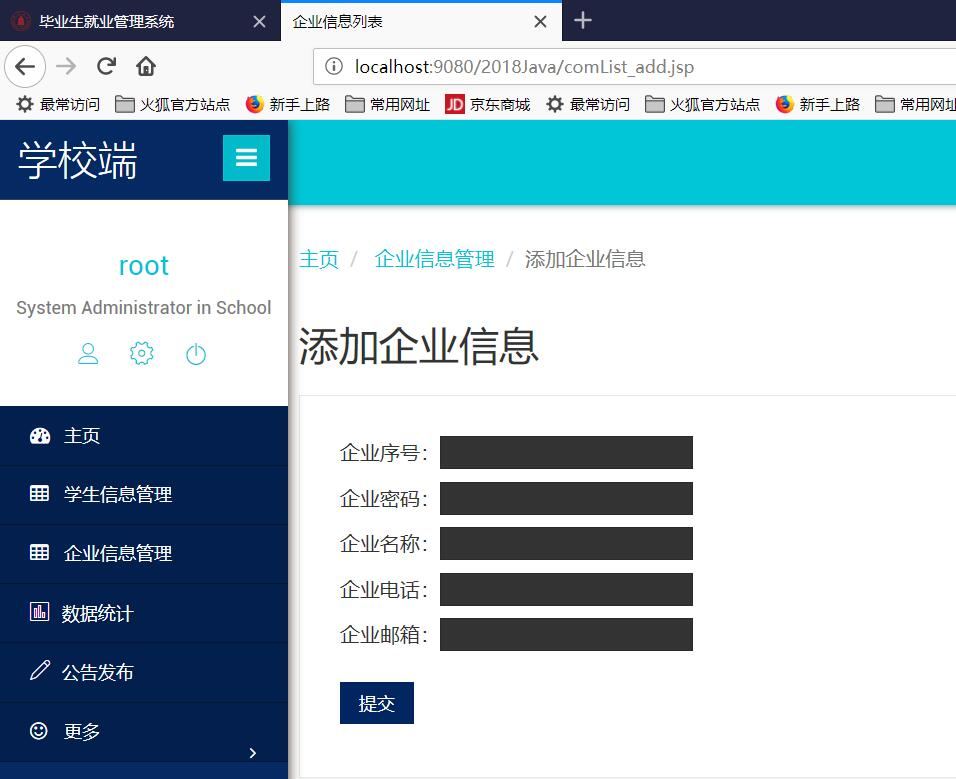 毕业生就业管理系统
企业信息列表
localhost:9080/2018Java/comList_add.jsp
最常访问 火狐官方站点 新手上路 常用网址 JD 京东商城 最常访问 火狐官方站点 新手上路 常用网址
学校端
root
System Administrator in School
主页
学生信息管理
企业信息管理
数据统计
公告发布
更多
主页 / 企业信息管理 / 添加企业信息
添加企业信息
企业序号：
企业密码：
企业名称：
企业电话：
企业邮箱：
提交